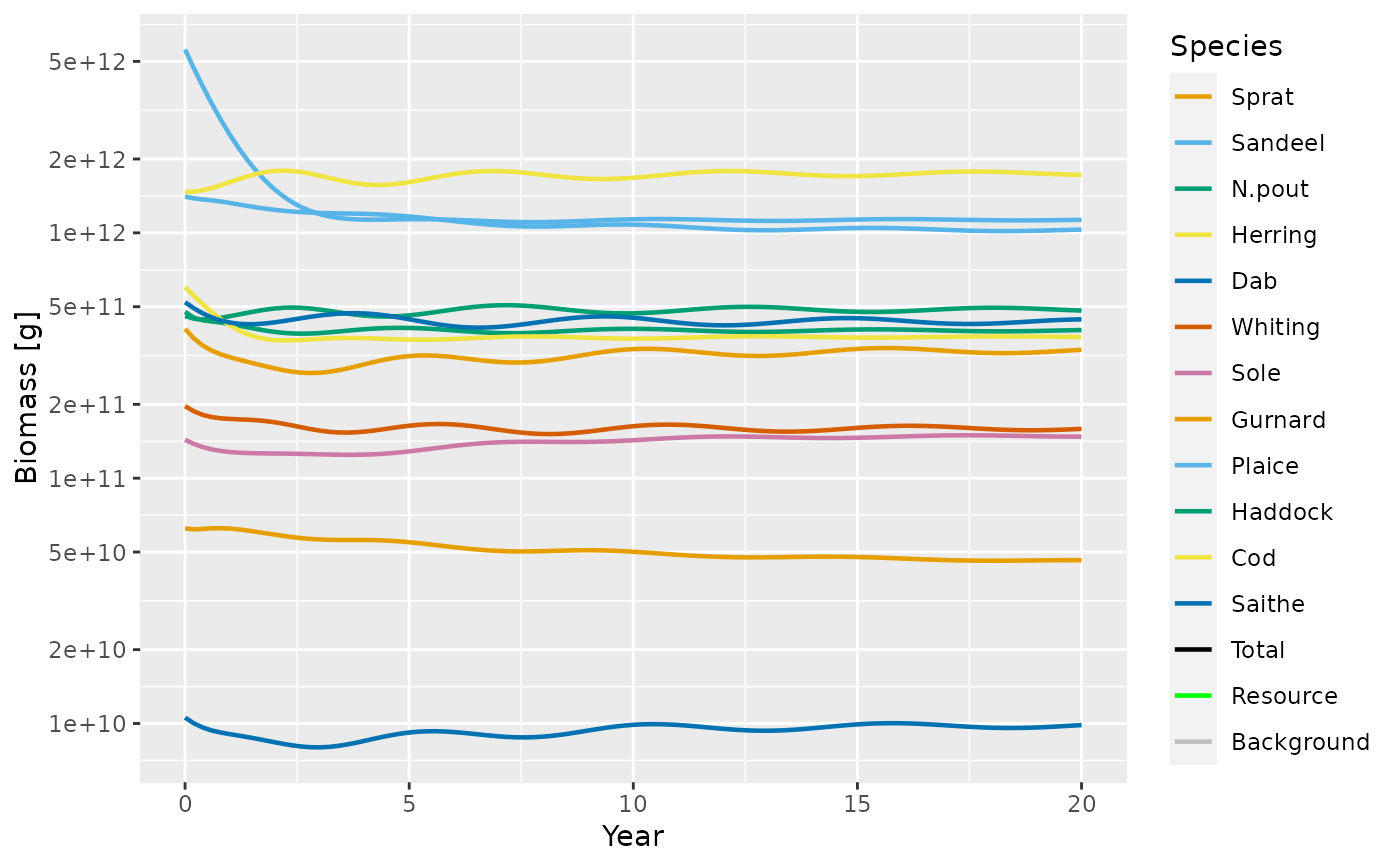 5e+12
2e+12
1e+12
5e+11
2e+11
1e+11
5e+10
2e+10
1e+10
Biomass [g]
0 5 10 15 20
Year
Species
Sprat
Sandeel
N.pout
Herring
Dab
Whiting
Sole
Gurnard
Plaice
Haddock
Cod
Saithe
Total
Resource
Background